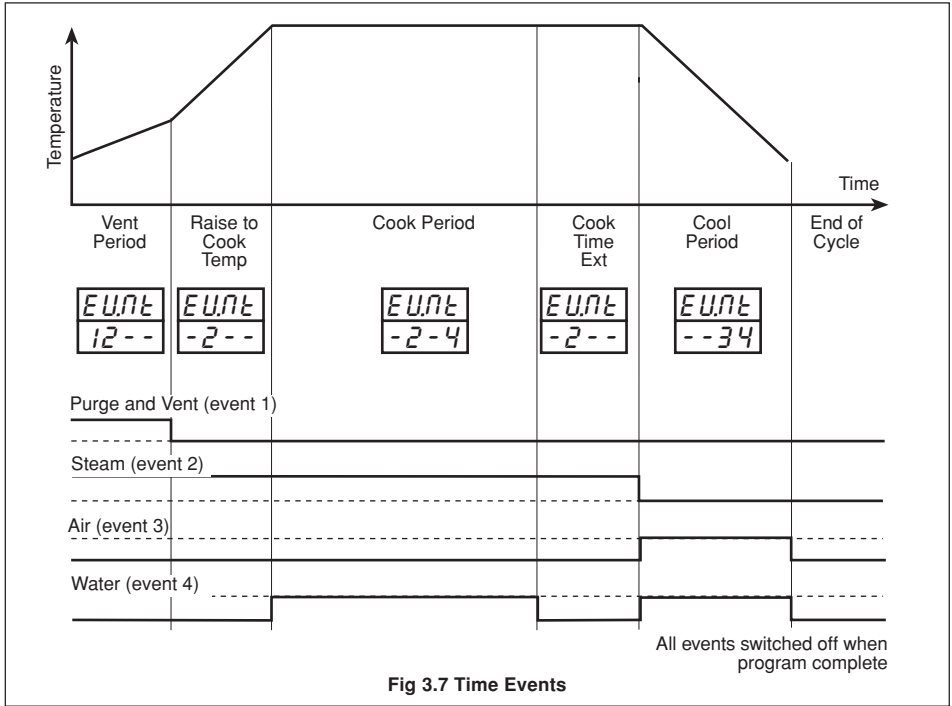 Temperature
Time
Vent
Period
Raise to
Cook
Temp
Cook Period
Cook
Time
Ext
Cool
Period
End of
Cycle
EV.Nt
12--
EV.Nt
-2--
EV.Nt
-2-4
EV.Nt
-2--
EV.Nt
--34
Purge and Vent (event 1)
Steam (event 2)
Air (event 3)
Water (event 4)
All events switched off when
program complete
Fig 3.7 Time Events